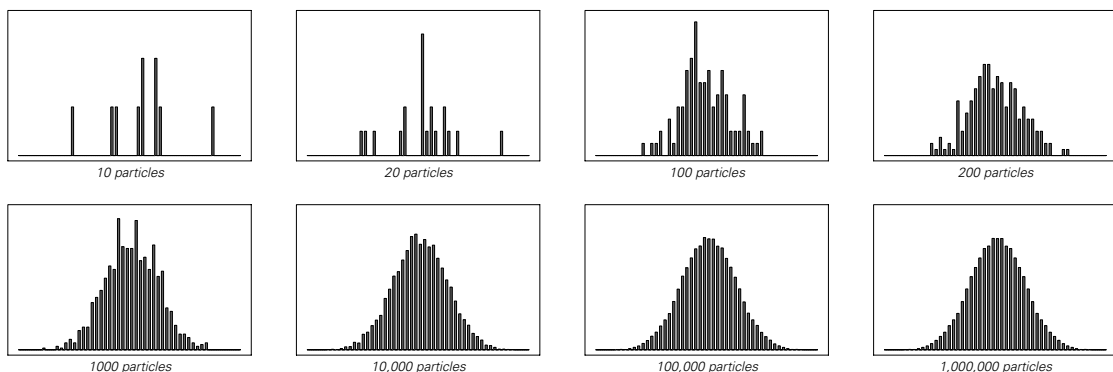 10 particles
20 particles
100 particles
200 particles
1000 particles
10,000 particles
100,000 particles
1,000,000 particles